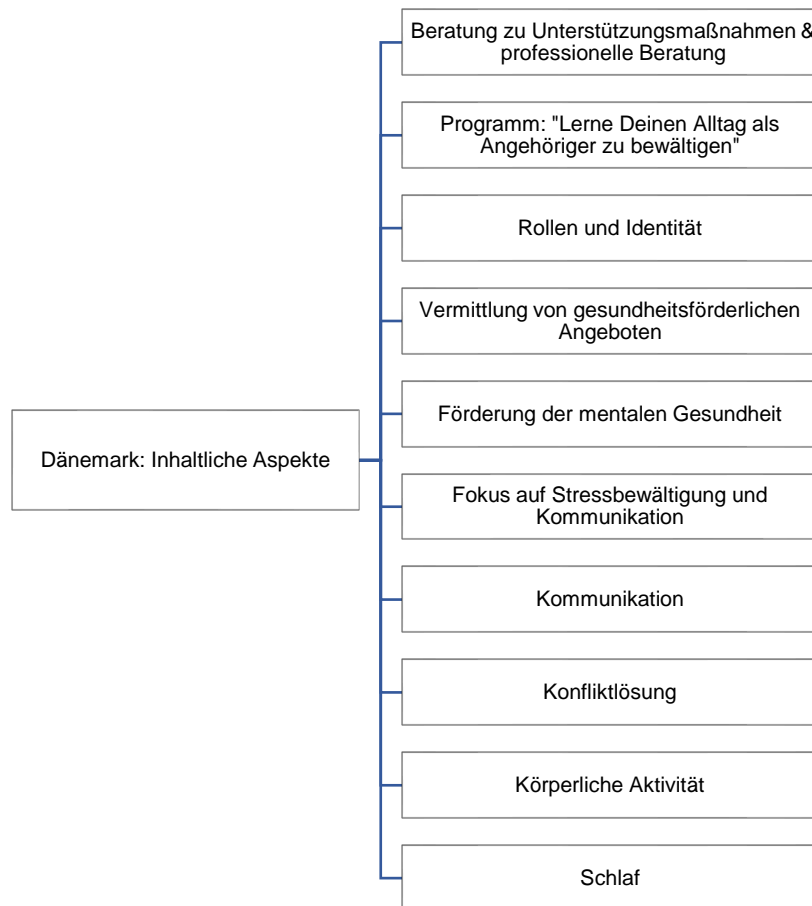 Beratung zu Unterstützungsmaßnahmen &
professionelle Beratung
Programm: "Lerne Deinen Alltag als
Angehöriger zu bewältigen"
Rollen und Identität
Vermittlung von gesundheitsförderlichen
Angeboten
Förderung der mentalen Gesundheit
Dänemark: Inhaltliche Aspekte
Fokus auf Stressbewältigung und
Kommunikation
Kommunikation
Konfliktlösung
Körperliche Aktivität
Schlaf